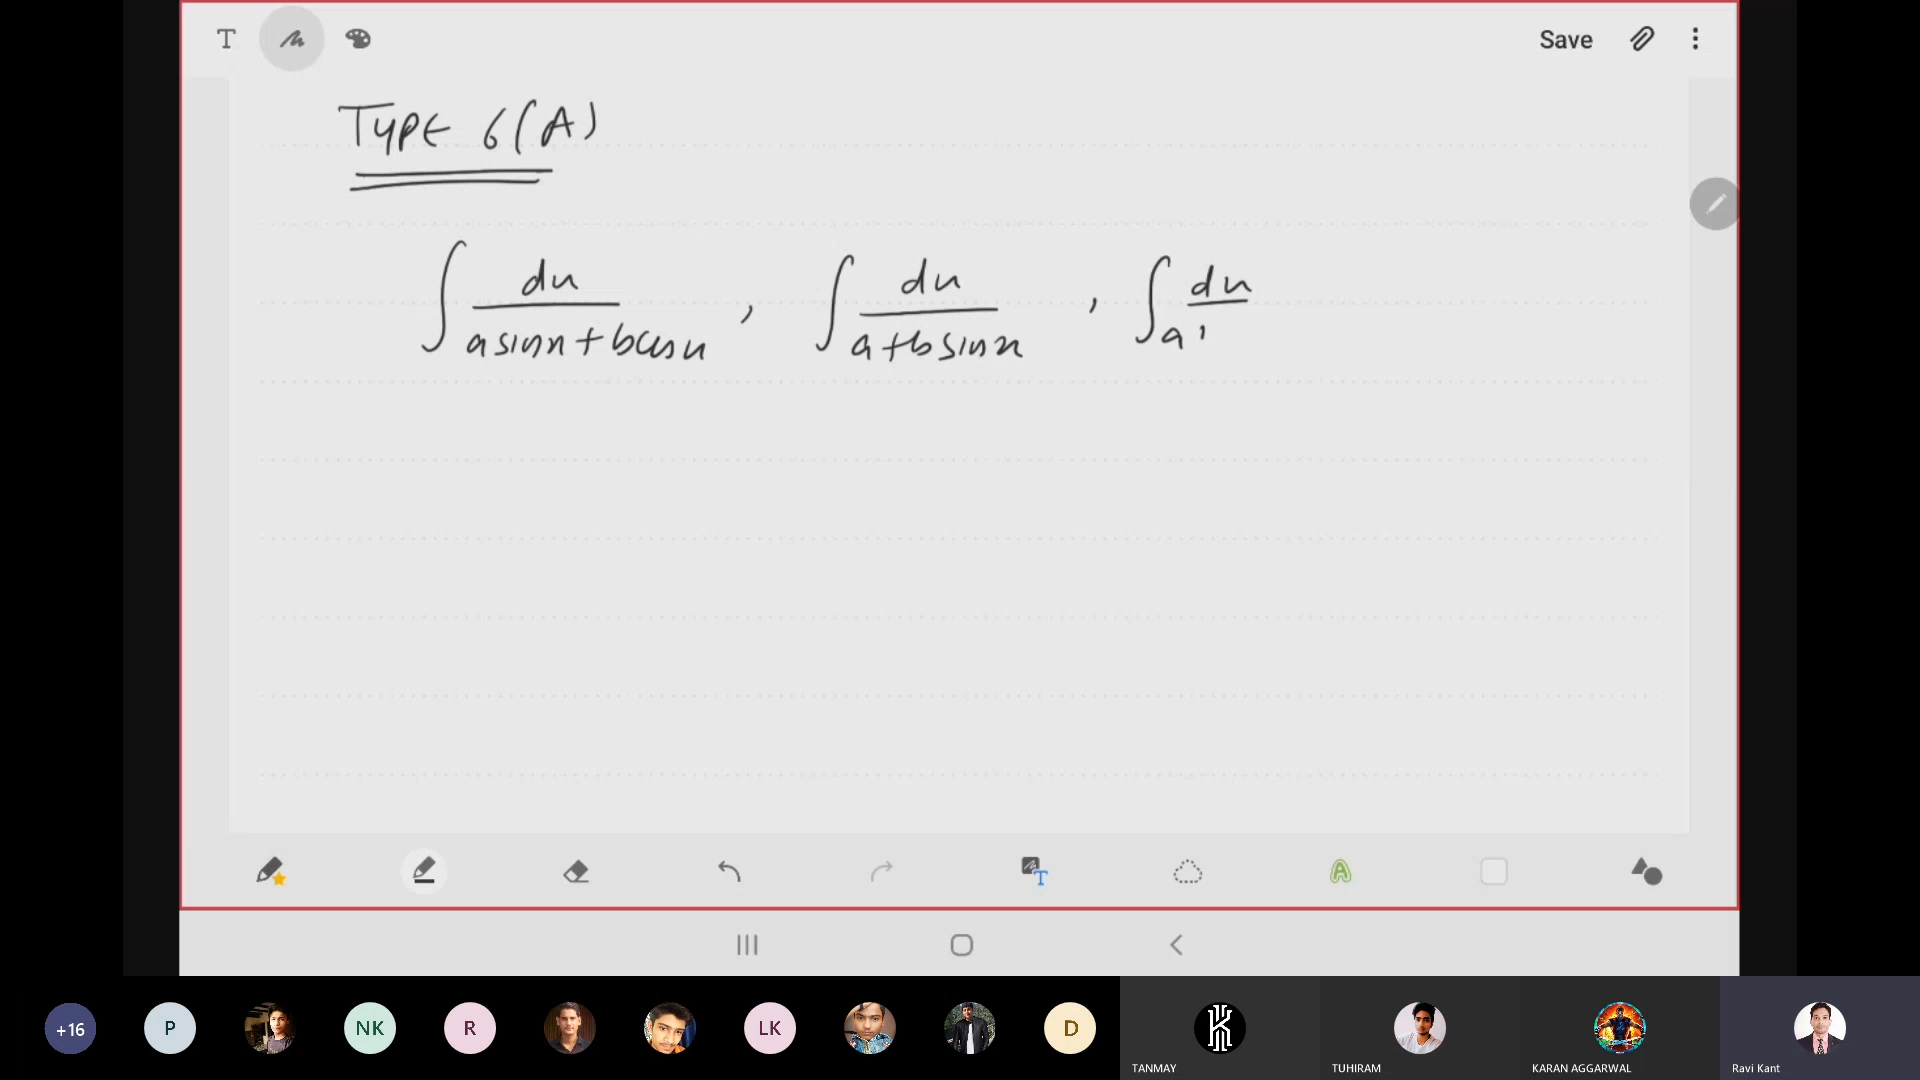 T Save
TYPE 6(A)
∫ dx / a sinx + b cosx , ∫ dx / a+b sinx , ∫ dx / a
T A
+16 P NK R LK D
TANMAY TUHIRAM KARAN AGGARWAL Ravi Kant